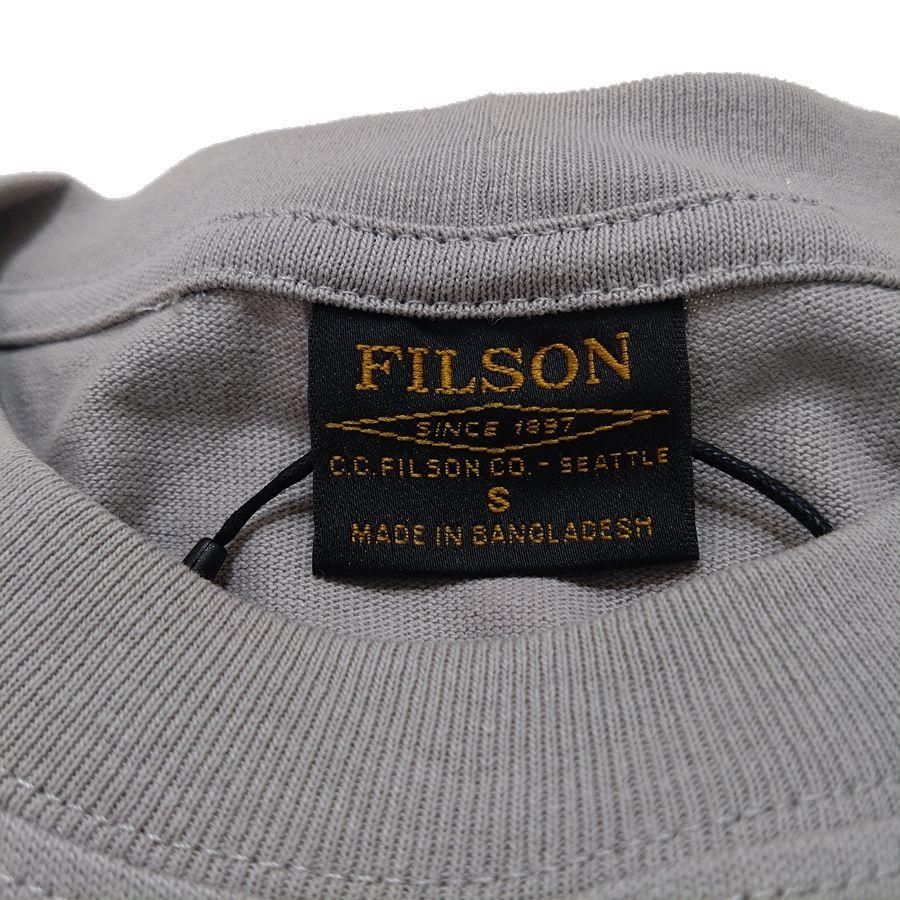 FILSON
SINCE 1897
C.C. FILSON CO. - SEATTLE
S
MADE IN BANGLADESH